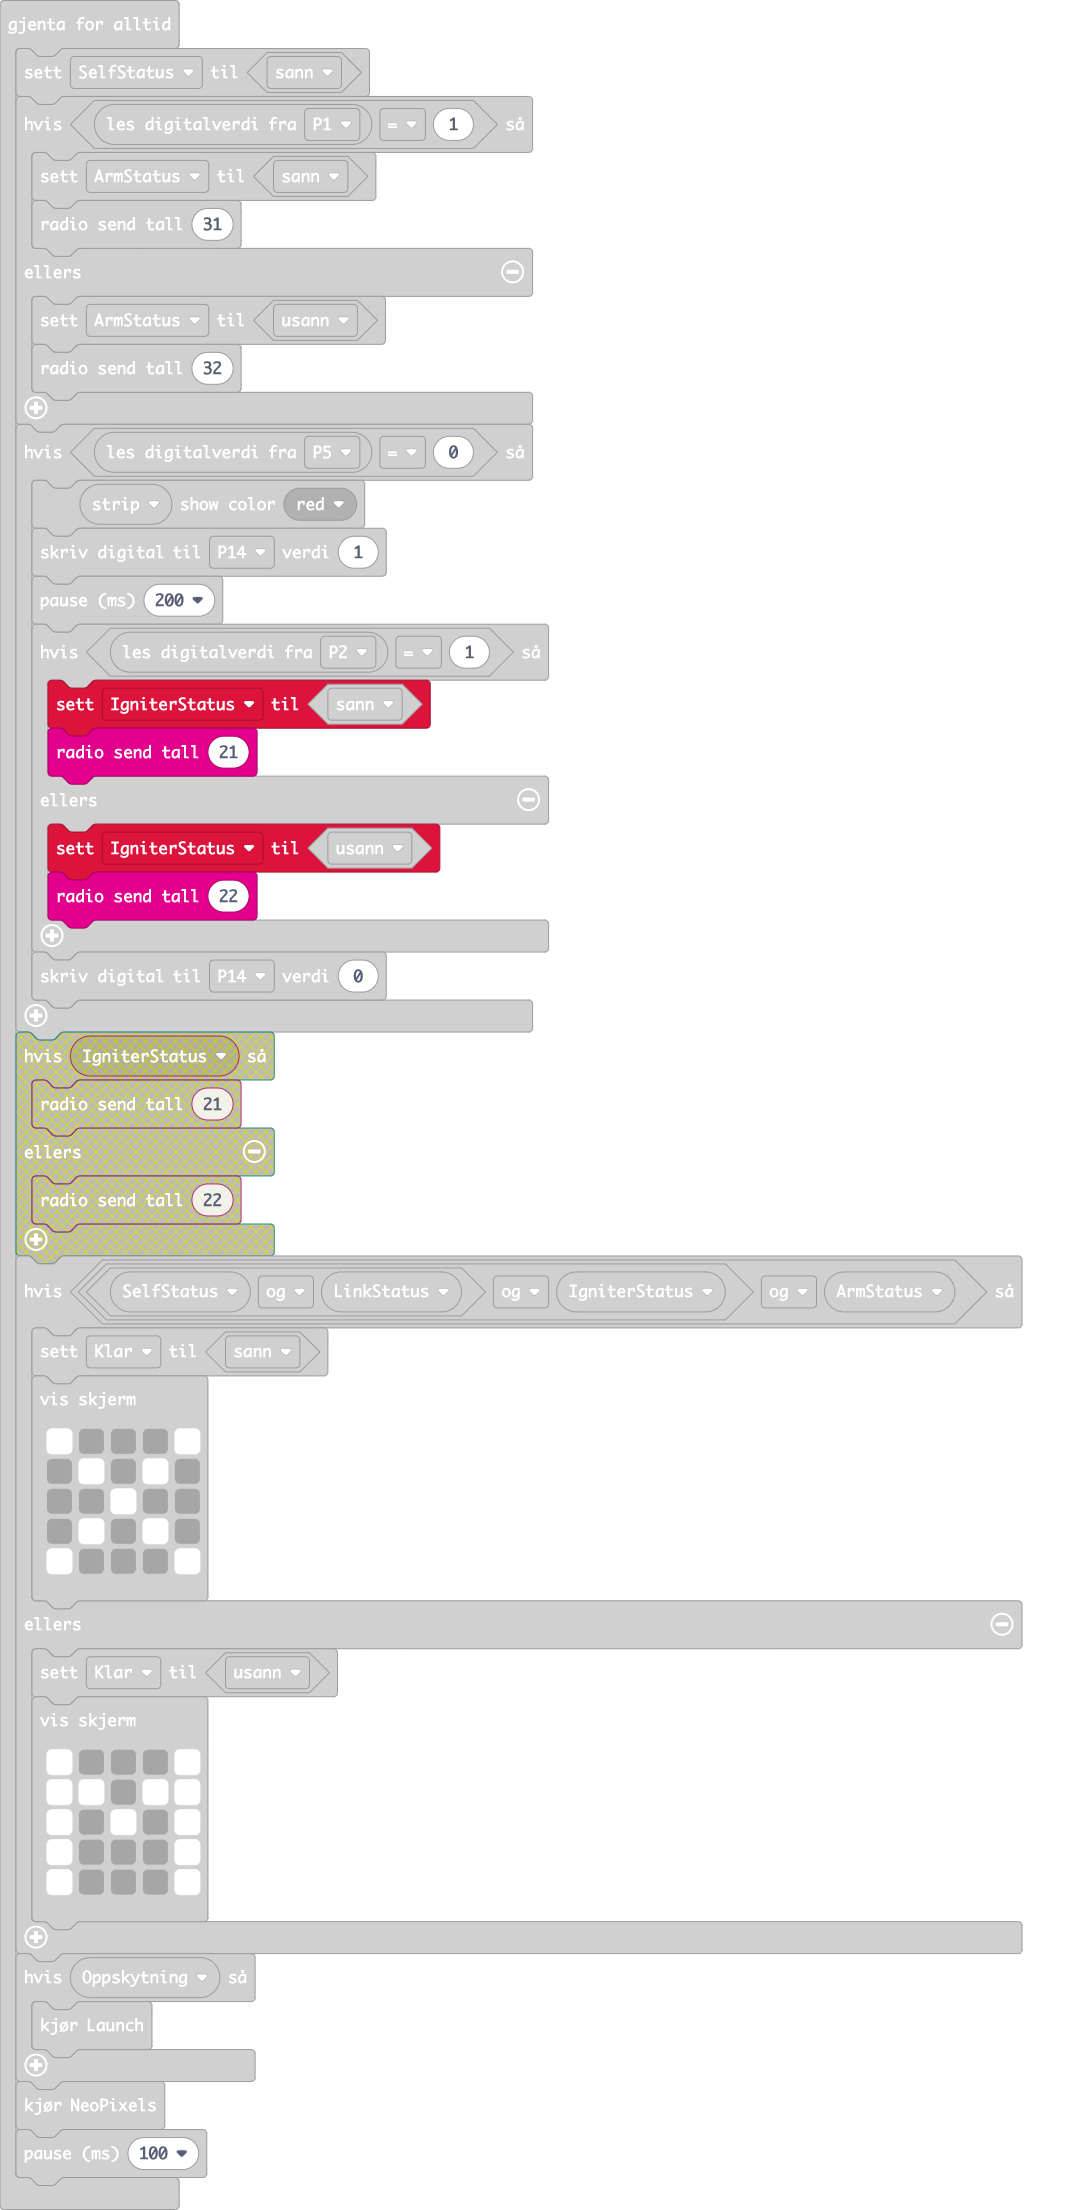 gjenta for alltid
sett SelfStatus til sann
hvis les digitalverdi fra P1 = 1 så
sett ArmStatus til sann
radio send tall 31
ellers
sett ArmStatus til usann
radio send tall 32
hvis les digitalverdi fra P5 = 0 så
strip show color red
skriv digital til P14 verdi 1
pause (ms) 200
hvis les digitalverdi fra P2 = 1 så
sett IgniterStatus til sann
radio send tall 21
ellers
sett IgniterStatus til usann
radio send tall 22
skriv digital til P14 verdi 0
hvis IgniterStatus så
radio send tall 21
ellers
radio send tall 22
hvis SelfStatus og LinkStatus og IgniterStatus og ArmStatus så
sett Klar til sann
vis skjerm
ellers
sett Klar til usann
vis skjerm
hvis Oppskytning så
kjør Launch
kjør NeoPixels
pause (ms) 100